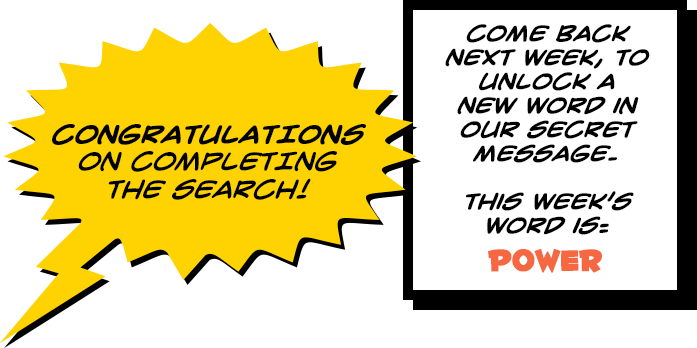 CONGRATULATIONS
ON COMPLETING
THE SEARCH!
COME BACK
NEXT WEEK, TO
UNLOCK A
NEW WORD IN
OUR SECRET
MESSAGE.
THIS WEEK'S
WORD IS:
POWER